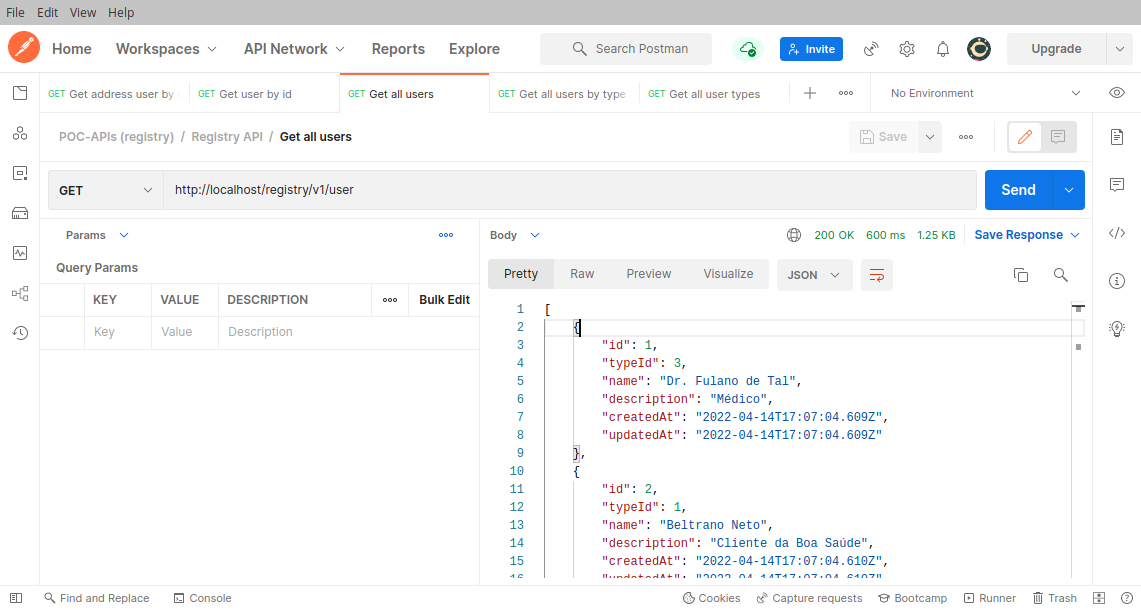 File Edit View Help
Home Workspaces API Network Reports Explore Search Postman Invite Upgrade
GET Get address user by GET Get user by id GET Get all users GET Get all users by type GET Get all user types No Environment
POC-APIs (registry) / Registry API / Get all users Save
GET http://localhost/registry/v1/user Send
Params Body 200 OK 600 ms 1.25 KB Save Response
Query Params Pretty Raw Preview Visualize JSON
KEY VALUE DESCRIPTION Bulk Edit
Key Value Description
1 [
2 {
3 "id": 1,
4 "typeId": 3,
5 "name": "Dr. Fulano de Tal",
6 "description": "Médico",
7 "createdAt": "2022-04-14T17:07:04.609Z",
8 "updatedAt": "2022-04-14T17:07:04.609Z"
9 },
10 {
11 "id": 2,
12 "typeId": 1,
13 "name": "Beltrano Neto",
14 "description": "Cliente da Boa Saúde",
15 "createdAt": "2022-04-14T17:07:04.610Z",
16 "updatedAt": "2022-04-14T17:07:04.610Z"
Find and Replace Console Cookies Capture requests Bootcamp Runner Trash